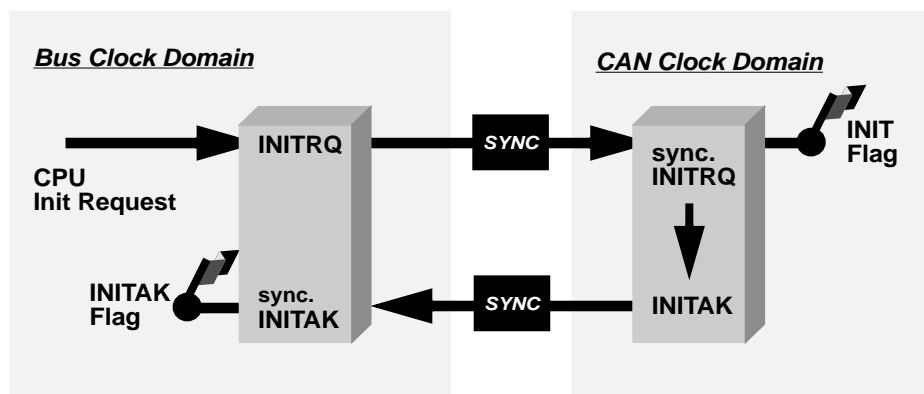 Bus Clock Domain
CAN Clock Domain
INITRQ
SYNC
sync.
INITRQ
INIT
Flag
CPU
Init Request
INITAK
Flag
sync.
INITAK
SYNC
INITAK